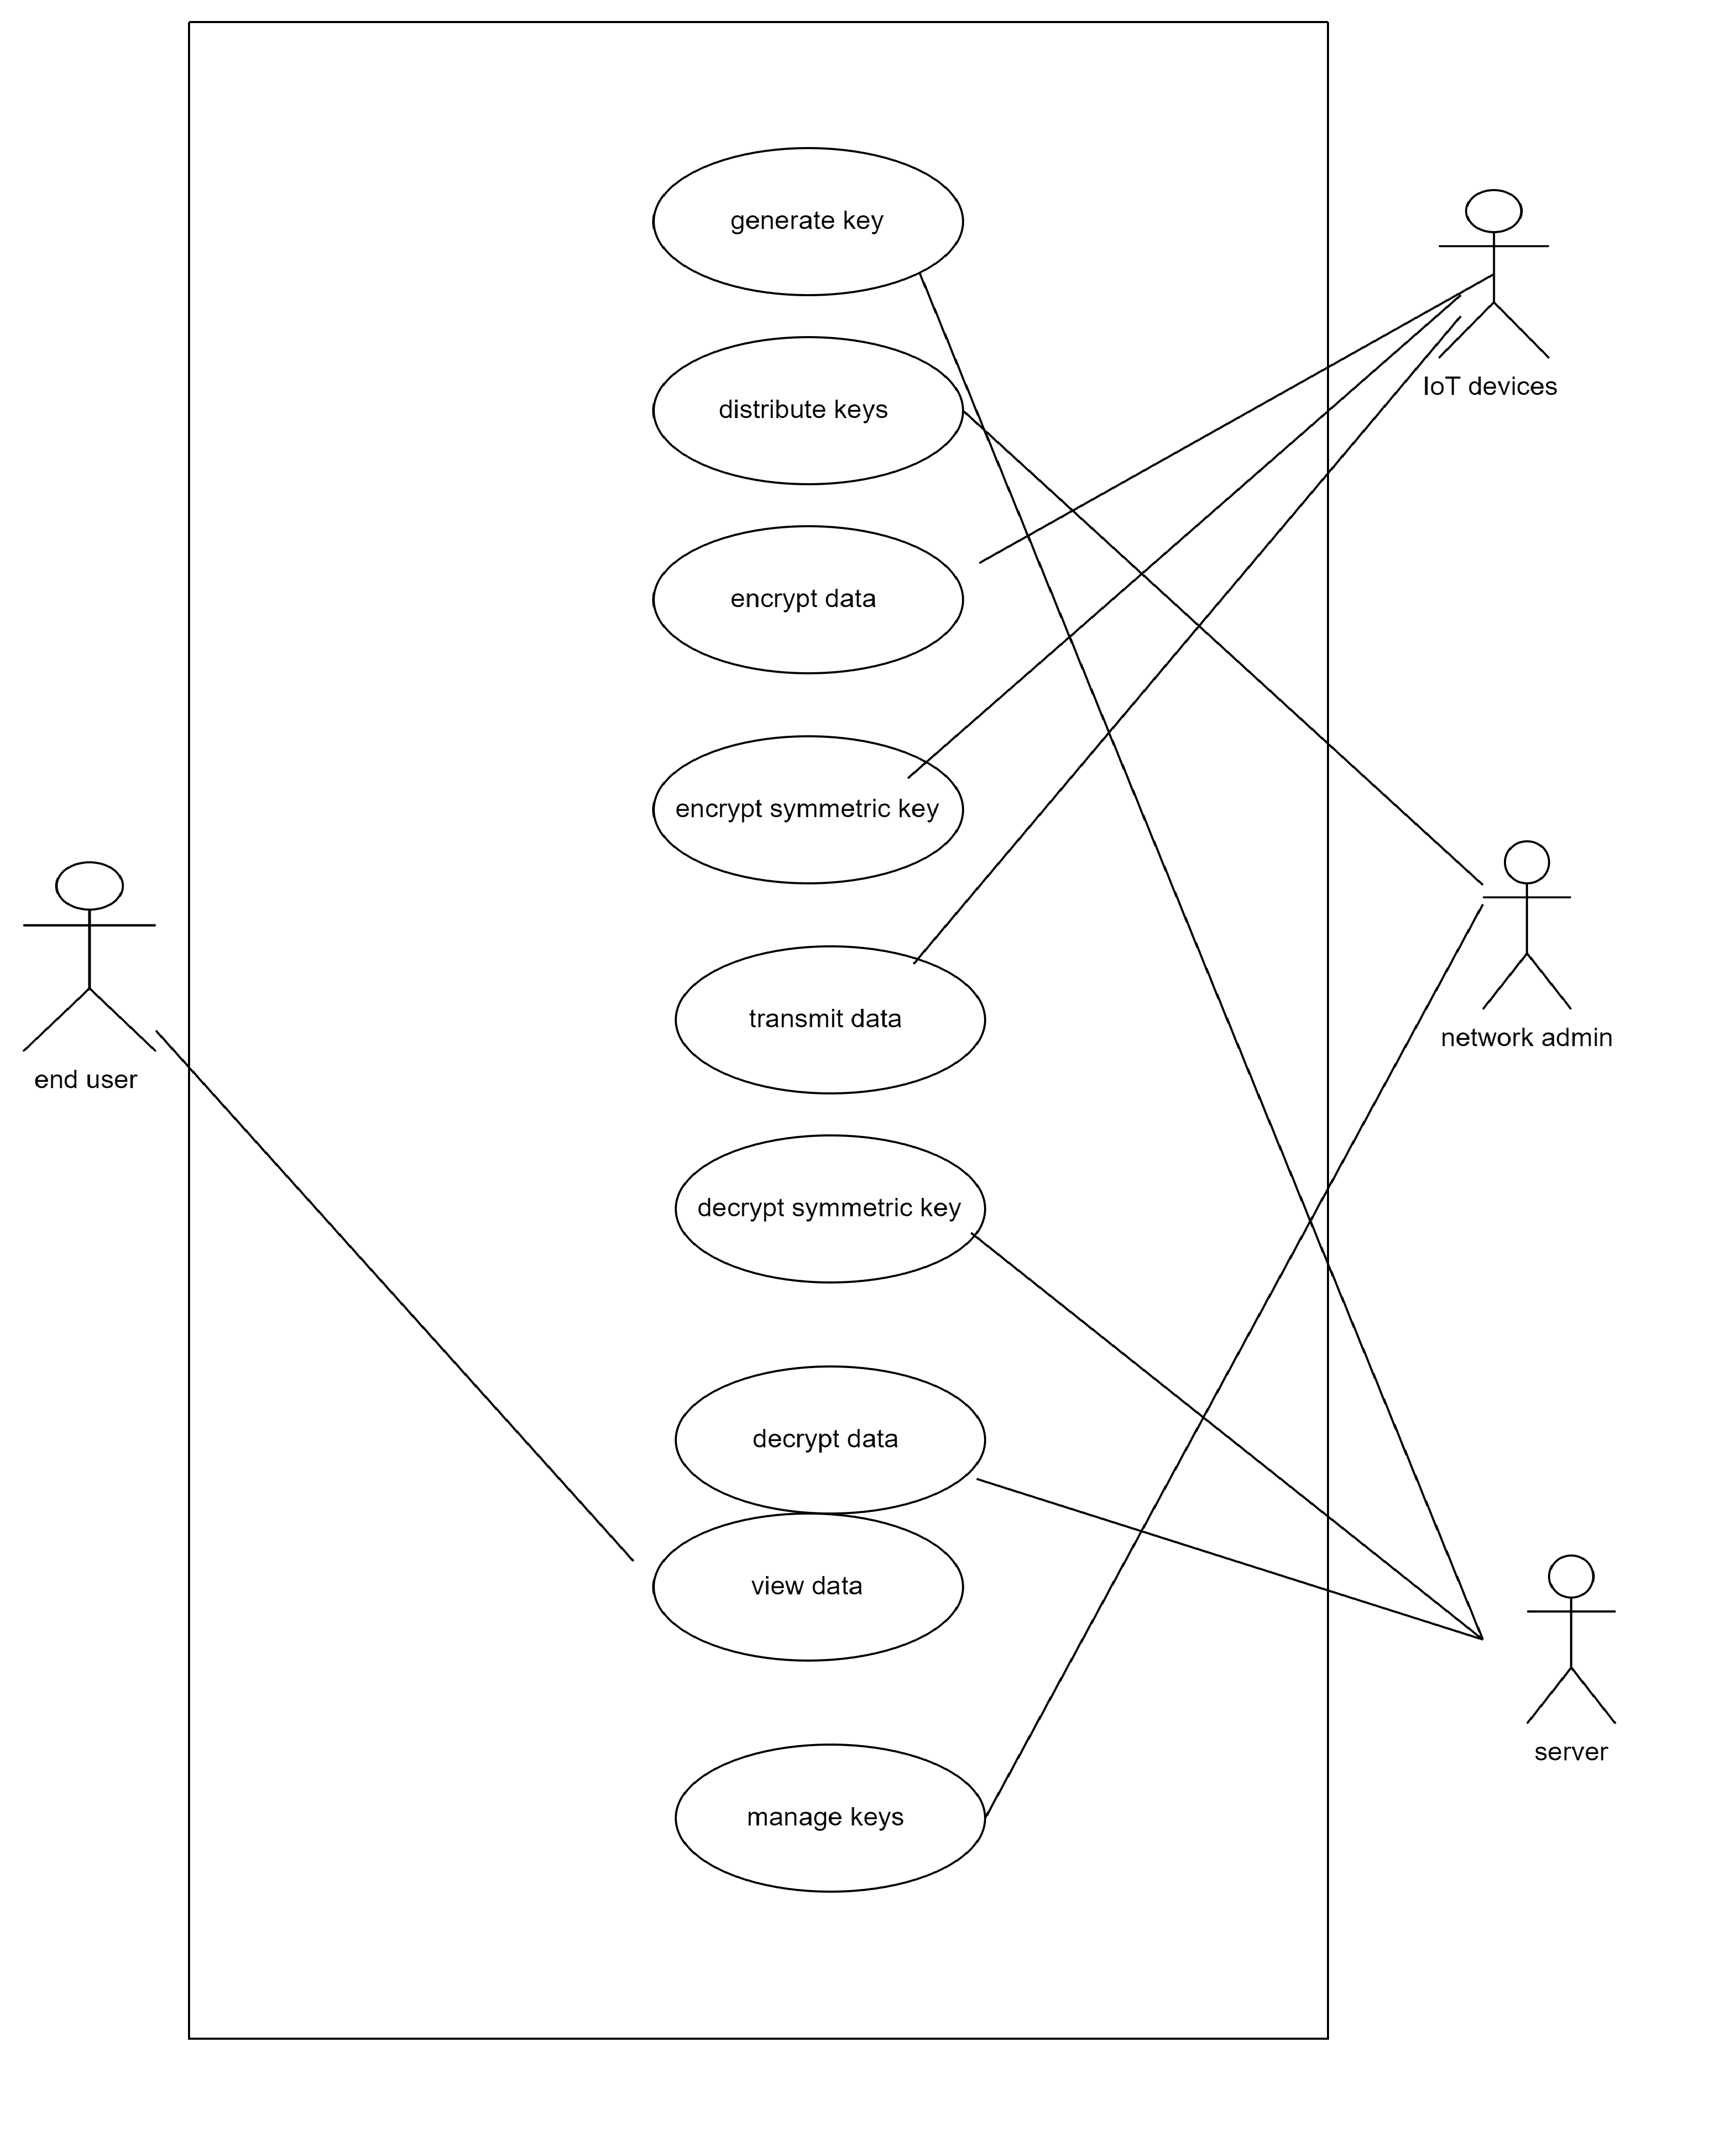 generate key
IoT devices
distribute keys
encrypt data
encrypt symmetric key
transmit data
network admin
end user
decrypt symmetric key
decrypt data
view data
server
manage keys